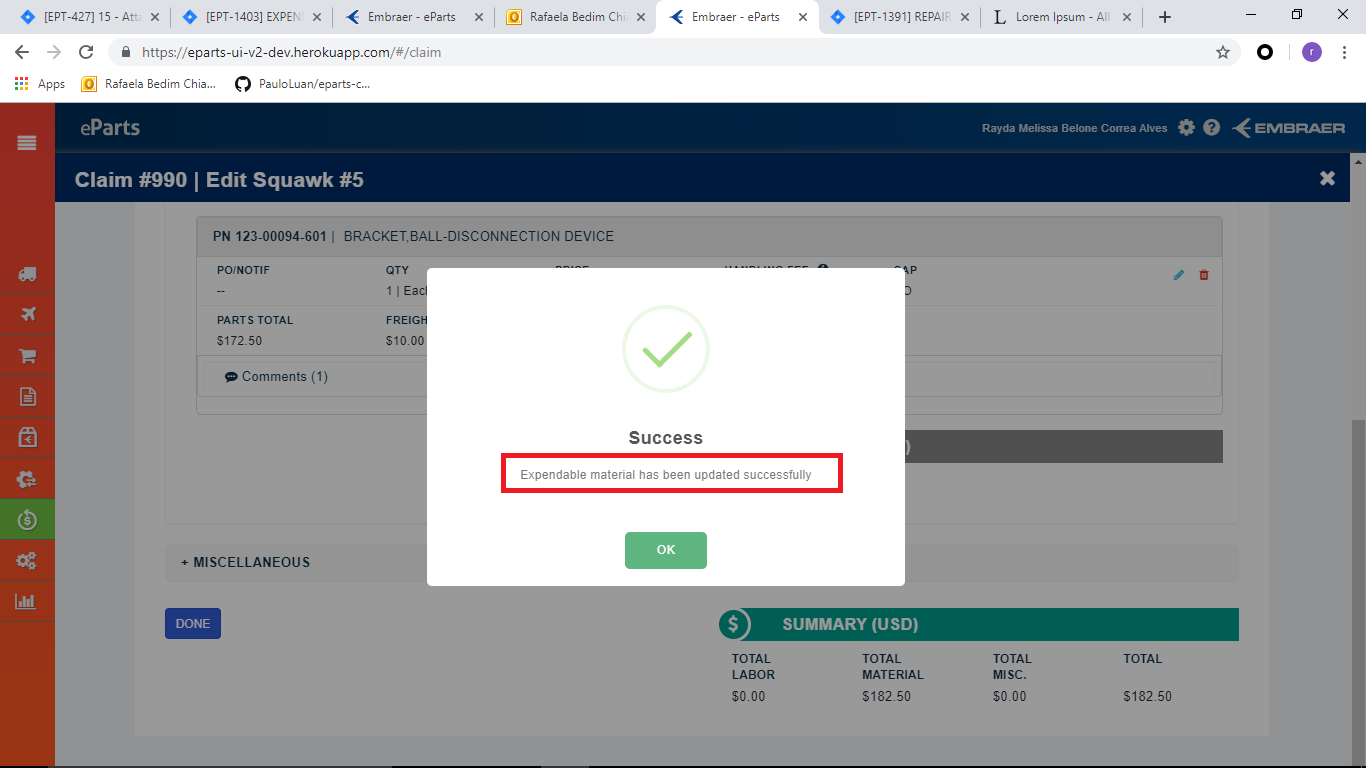 [EPT-427] 15 - Atta
[EPT-1403] EXPEN
Embraer - eParts
Rafaela Bedim Chia
Embraer - eParts
[EPT-1391] REPAIR
Lorem Ipsum - All
https://eparts-ui-v2-dev.herokuapp.com/#/claim
r
Apps
Rafaela Bedim Chia...
PauloLuan/eparts-c...
eParts
Rayda Melissa Belone Correa Alves
EMBRAER
Claim #990 | Edit Squawk #5
PN 123-00094-601 | BRACKET,BALL-DISCONNECTION DEVICE
PO/NOTIF
QTY
PRICE
HANDLING FEE
CAP
--
1 | Eac
O
PARTS TOTAL
FREIGH
$172.50
$10.00
Comments (1)
)
Success
Expendable material has been updated successfully
OK
+ MISCELLANEOUS
DONE
$ SUMMARY (USD)
TOTAL LABOR
TOTAL MATERIAL
TOTAL MISC.
TOTAL
$0.00
$182.50
$0.00
$182.50